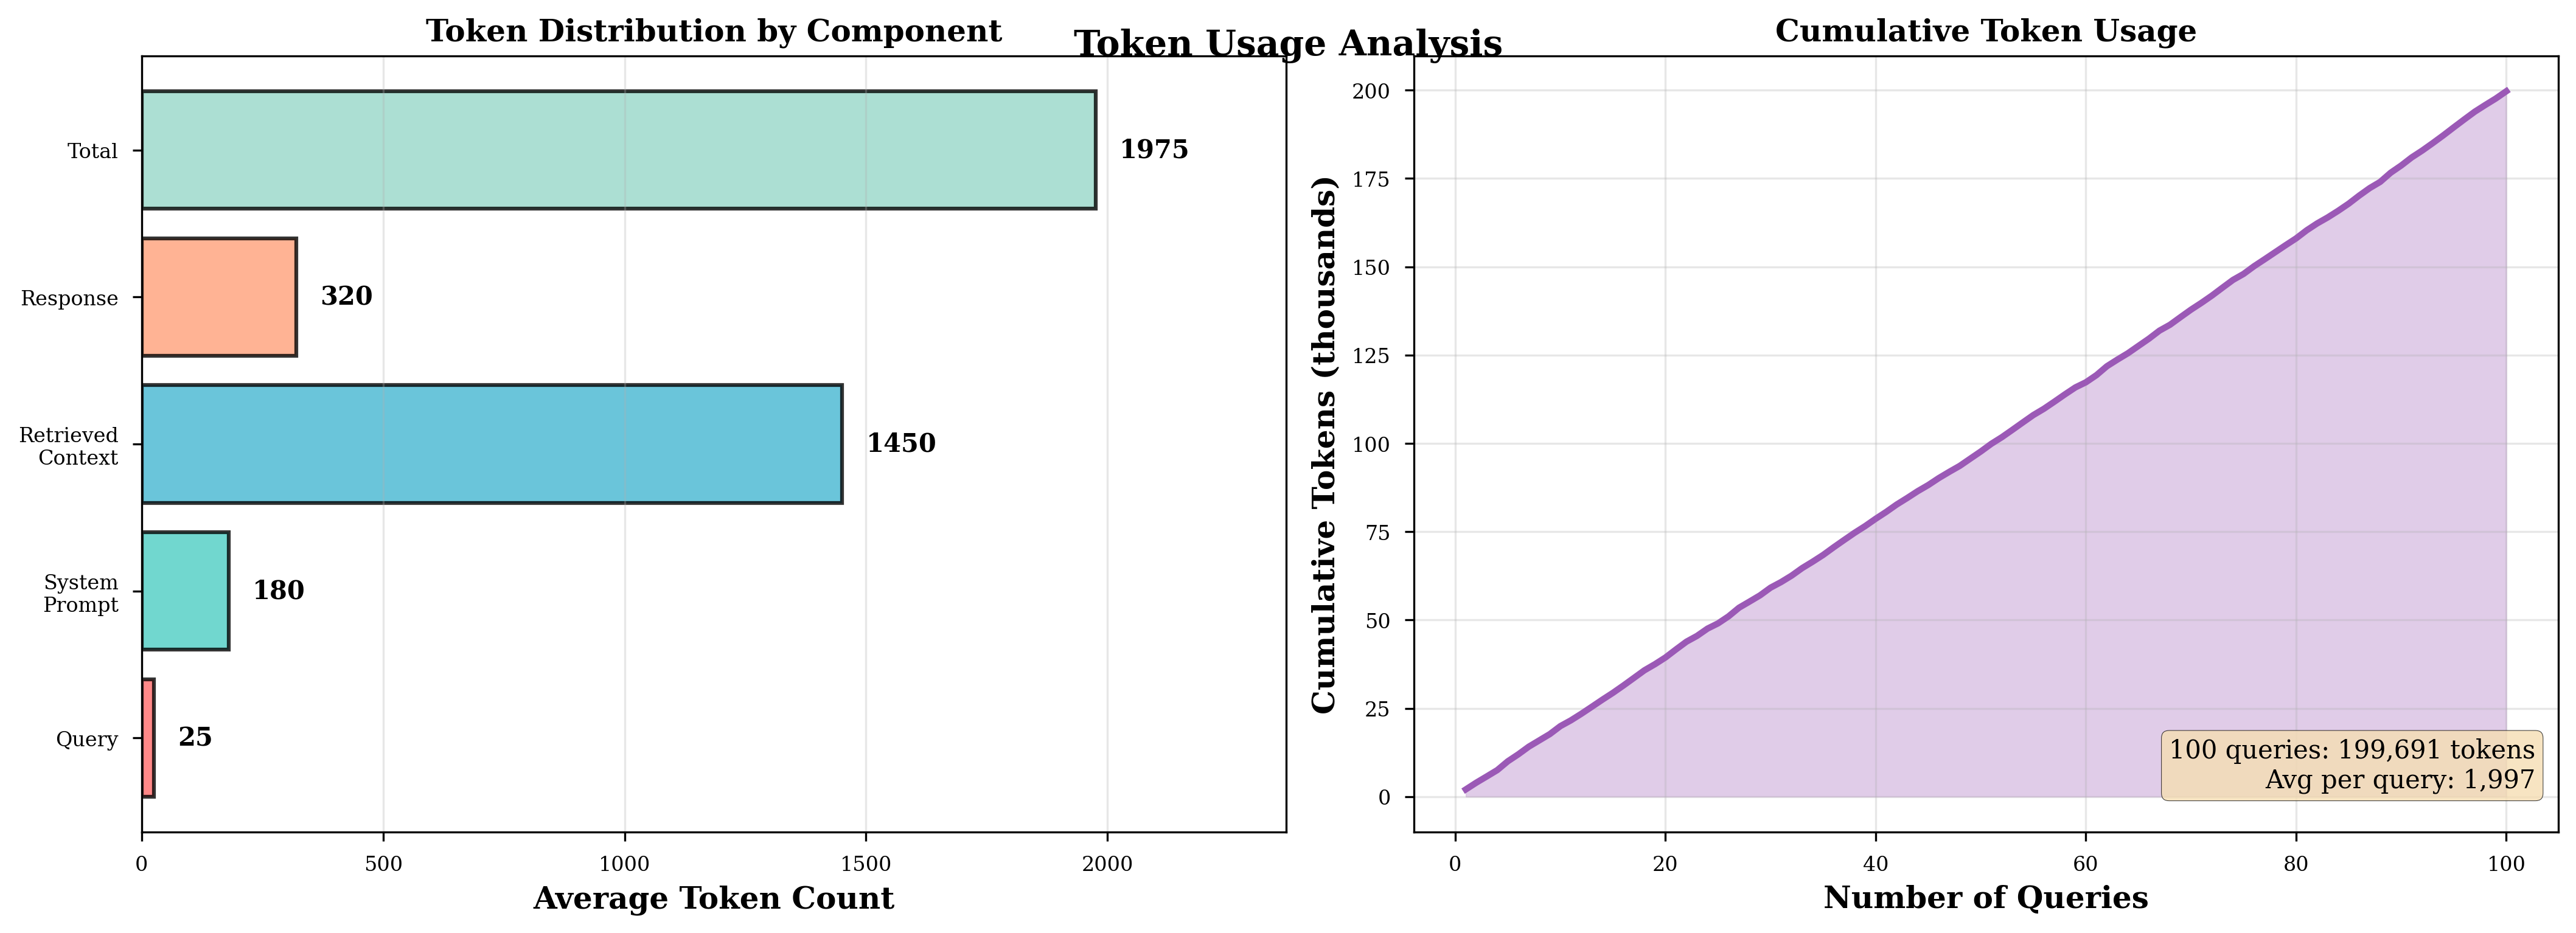 Token Usage Analysis
Token Distribution by Component
Total
1975
Response
320
Retrieved
Context
1450
System
Prompt
180
Query
25
0 500 1000 1500 2000
Average Token Count
Cumulative Token Usage
Cumulative Tokens (thousands)
200
175
150
125
100
75
50
25
0
100 queries: 199,691 tokens
Avg per query: 1,997
0 20 40 60 80 100
Number of Queries